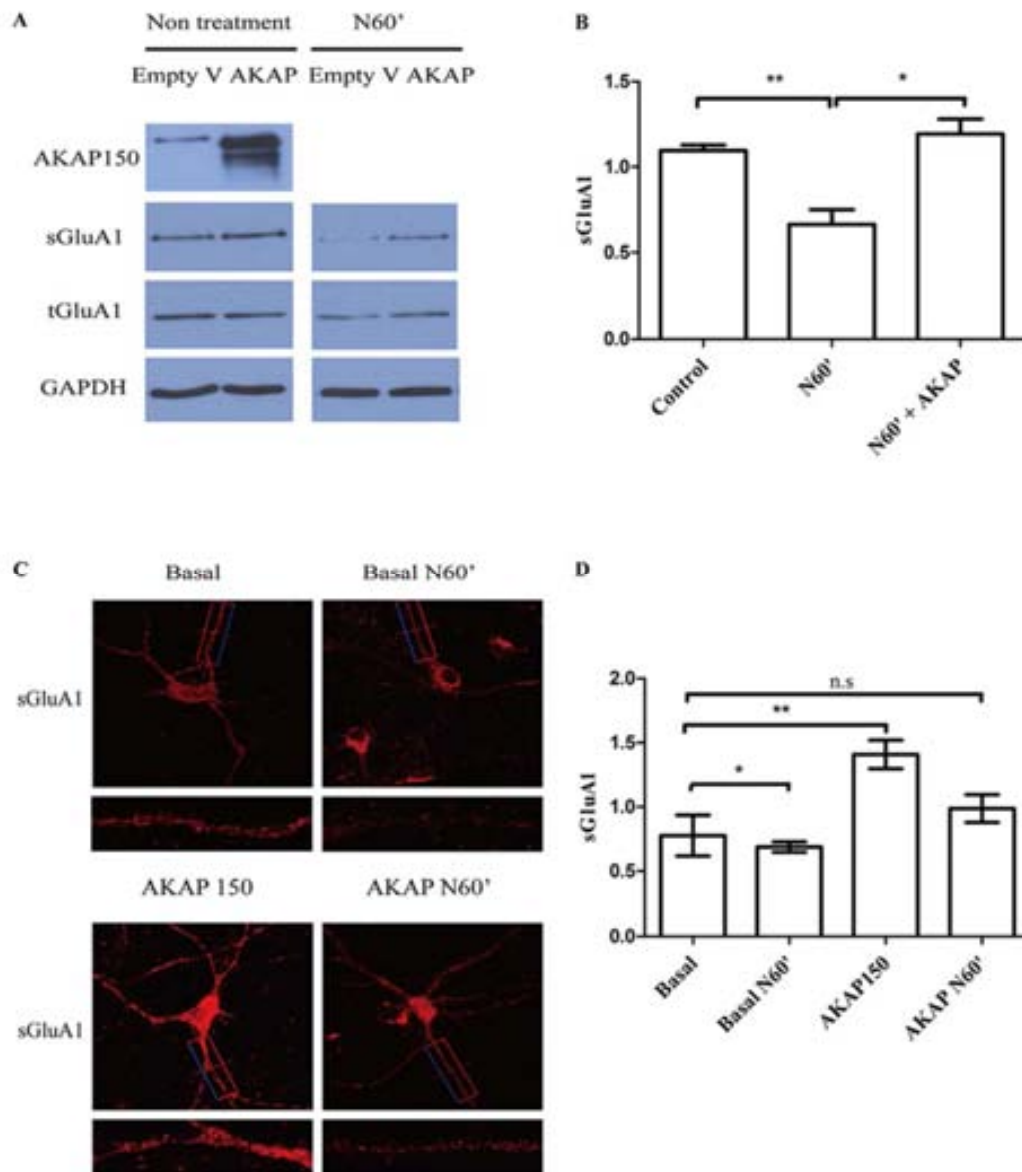 A
Non treatment N60'
Empty V AKAP Empty V AKAP
AKAP150
sGluA1
tGluA1
GAPDH
B
1.5
1.0
0.5
0.0
sGluA1
** *
Control
N60'
N60' + AKAP
C
Basal Basal N60'
sGluA1
AKAP 150 AKAP N60'
sGluA1
D
2.0
1.5
1.0
0.5
0.0
sGluA1
n.s
**
*
Basal
Basal N60'
AKAP150
AKAP N60'